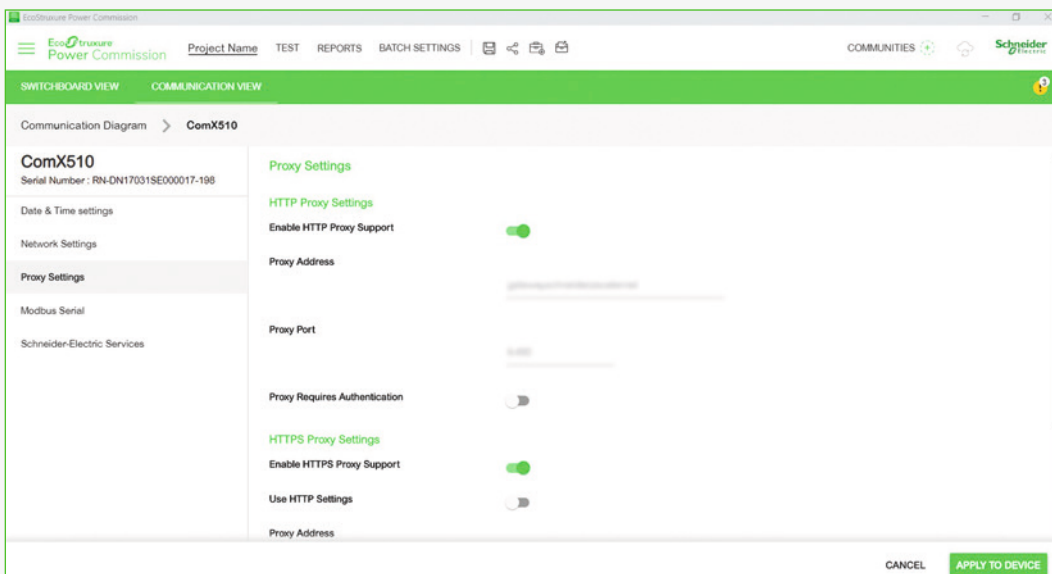 EcoStruxure Power Commission
EcoStruxure
Power Commission
Project Name TEST REPORTS BATCH SETTINGS COMMUNITIES Schneider Electric
SWITCHBOARD VIEW COMMUNICATION VIEW 3
Communication Diagram > ComX510
ComX510
Serial Number : RN-DN17031SE000017-198
Date & Time settings
Network Settings
Proxy Settings
Modbus Serial
Schneider-Electric Services
Proxy Settings
HTTP Proxy Settings
Enable HTTP Proxy Support
Proxy Address
Proxy Port
Proxy Requires Authentication
HTTPS Proxy Settings
Enable HTTPS Proxy Support
Use HTTP Settings
Proxy Address
CANCEL APPLY TO DEVICE